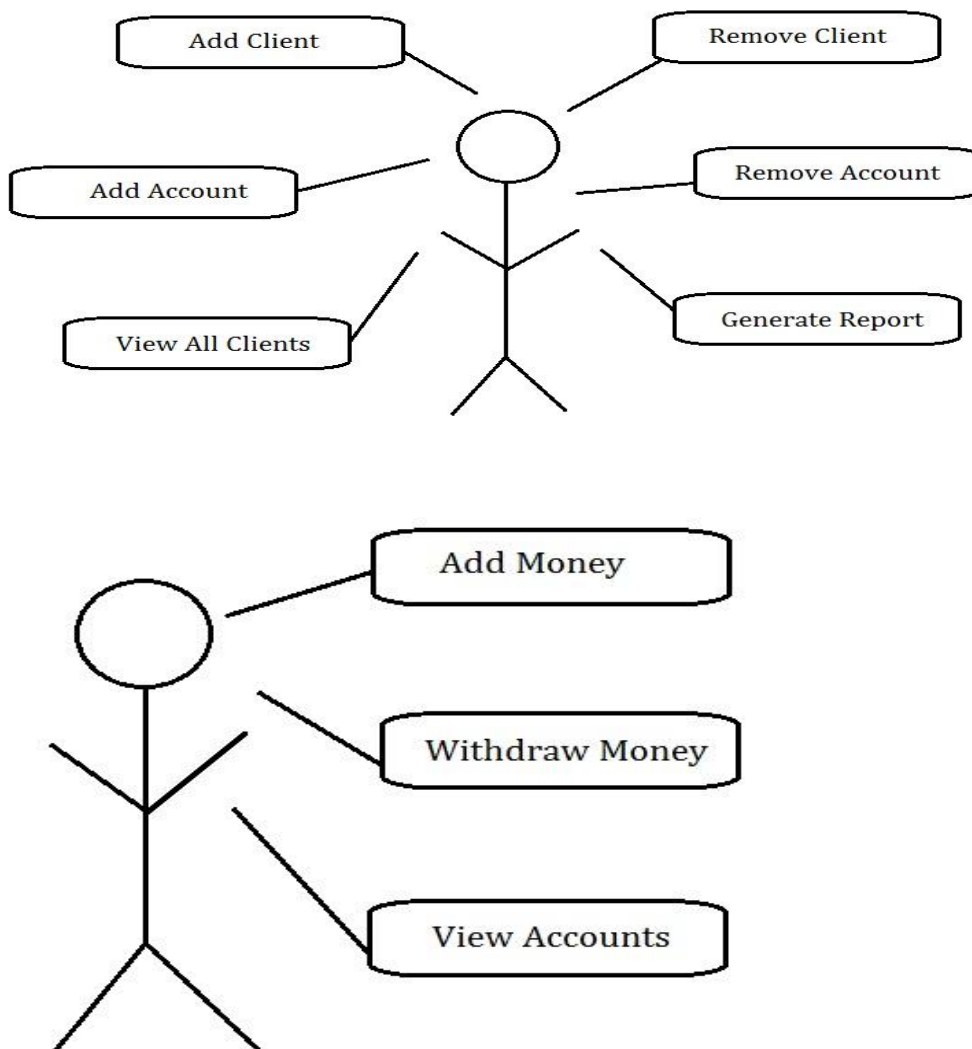 Add Client
Remove Client
Add Account
Remove Account
View All Clients
Generate Report
Add Money
Withdraw Money
View Accounts